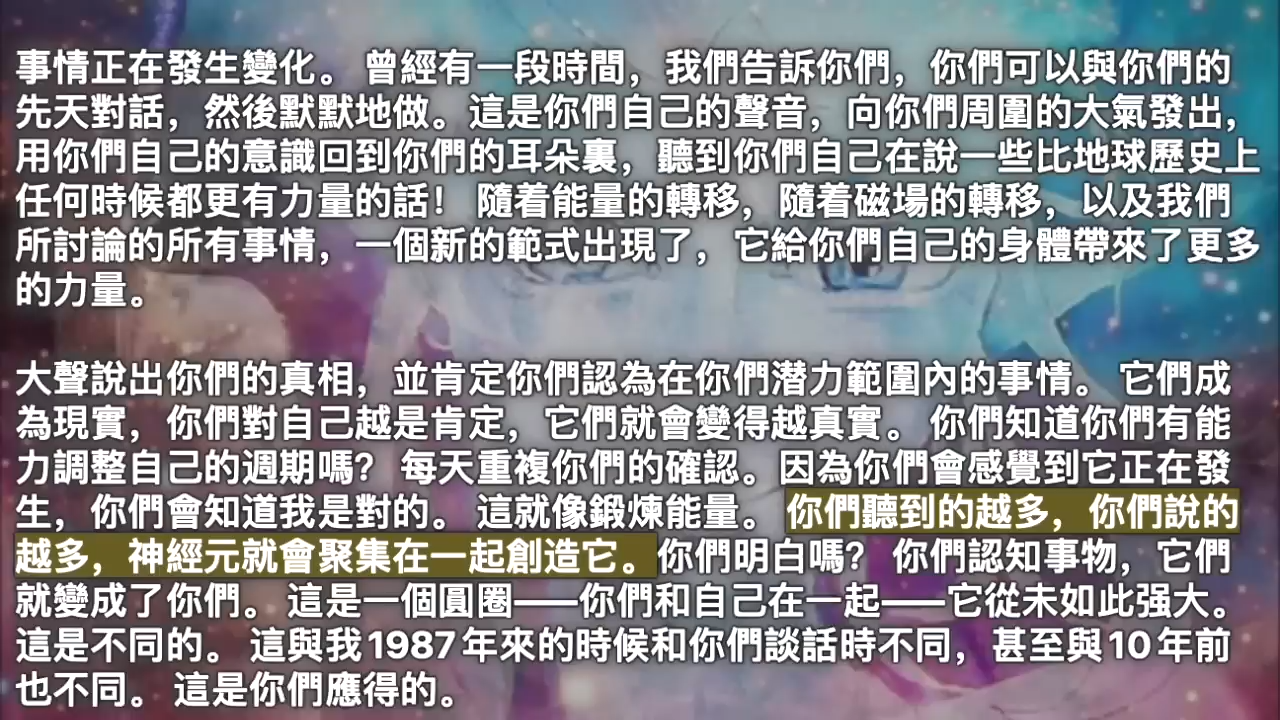 事情正在發生變化。 曾經有一段時間，我們告訴你們，你們可以與你們的
先天對話，然後默默地做。這是你們自己的聲音，向你們周圍的大氣發出，
用你們自己的意識回到你們的耳朵裏，聽到你們自己在說一些比地球歷史上
任何時候都更有力量的話！ 隨着能量的轉移，隨着磁場的轉移，以及我們
所討論的所有事情，一個新的範式出現了，它給你們自己的身體帶來了更多
的力量。
大聲說出你們的真相，並肯定你們認為在你們潛力範圍內的事情。 它們成
為現實，你們對自己越是肯定，它們就會變得越真實。 你們知道你們有能
力調整自己的週期嗎？ 每天重複你們的確認。因為你們會感覺到它正在發
生，你們會知道我是對的。 這就像鍛煉能量。 你們聽到的越多，你們說的
越多，神經元就會聚集在一起創造它。你們明白嗎？ 你們認知事物，它們
就變成了你們。 這是一個圓圈——你們和自己在一起——它從未如此强大。
這是不同的。 這與我1987年來的時候和你們談話時不同，甚至與10年前
也不同。 這是你們應得的。